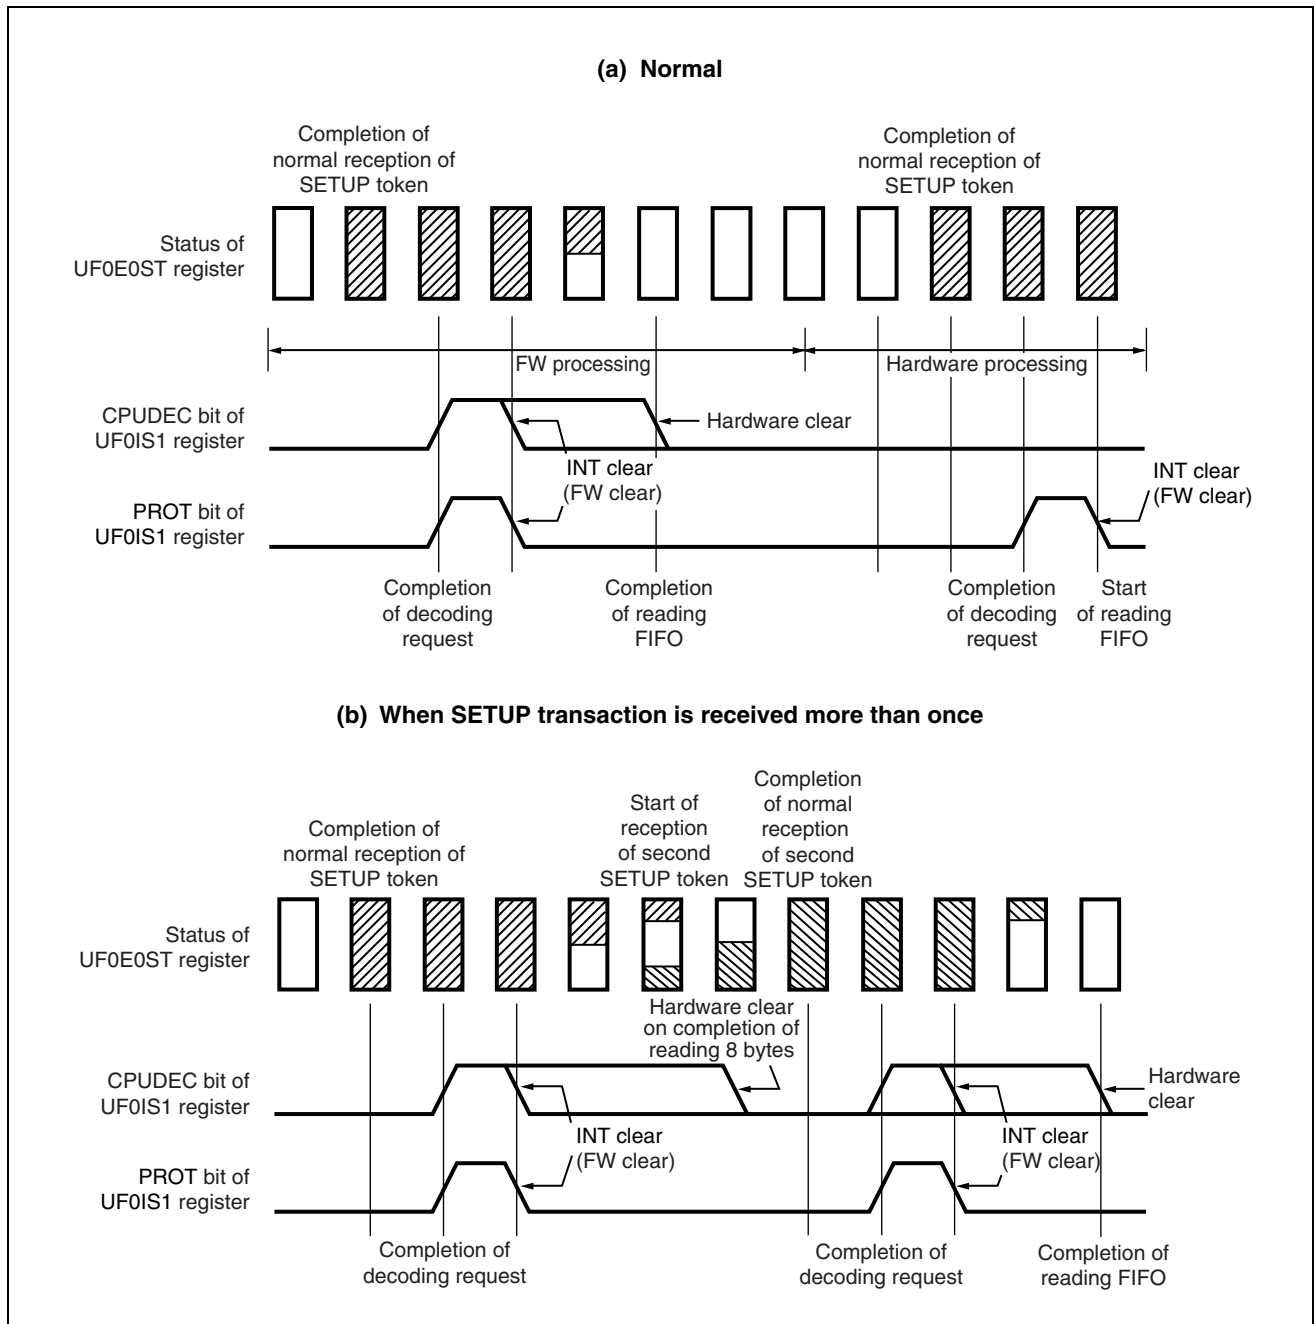 (a) Normal
Completion of
normal reception of
SETUP token
Completion of
normal reception of
SETUP token
Status of
UF0E0ST register
FW processing
Hardware processing
CPUDEC bit of
UF0IS1 register
Hardware clear
INT clear
(FW clear)
INT clear
(FW clear)
PROT bit of
UF0IS1 register
Completion
of decoding
request
Completion
of reading
FIFO
Completion
of decoding
request
Start
of reading
FIFO
(b) When SETUP transaction is received more than once
Completion of
normal reception of
SETUP token
Start of
reception
of second
SETUP token
Completion
of normal
reception
of second
SETUP token
Status of
UF0E0ST register
Hardware clear
on completion of
reading 8 bytes
CPUDEC bit of
UF0IS1 register
Hardware
clear
INT clear
(FW clear)
INT clear
(FW clear)
PROT bit of
UF0IS1 register
Completion of
decoding request
Completion of
decoding request
Completion of
reading FIFO